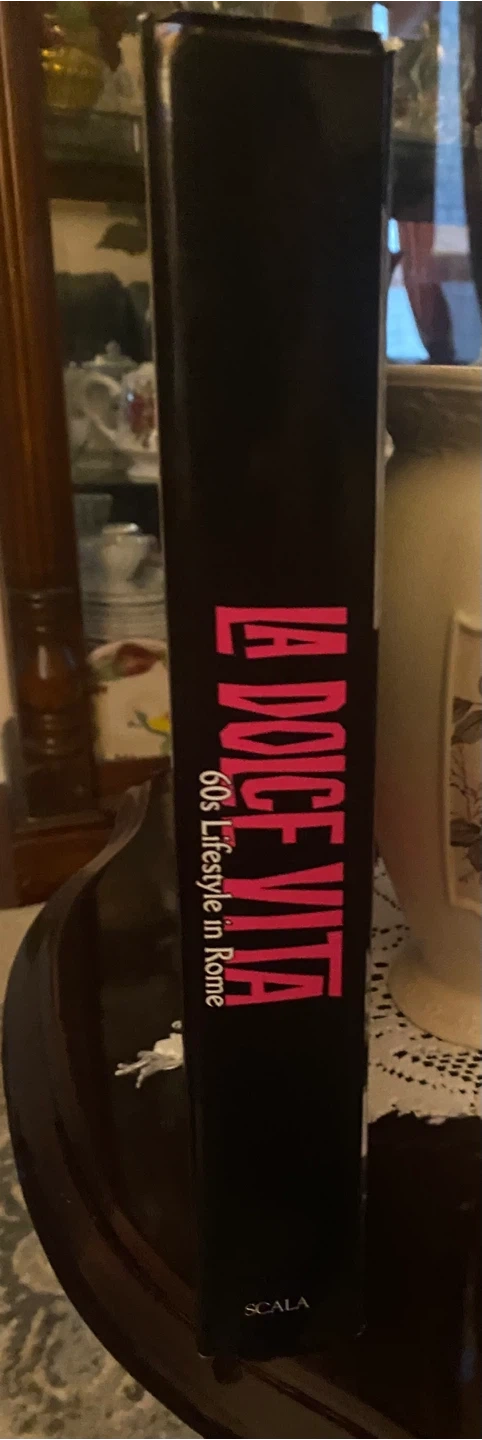 LA DOLCE VITA
60s Lifestyle in Rome
SCALA